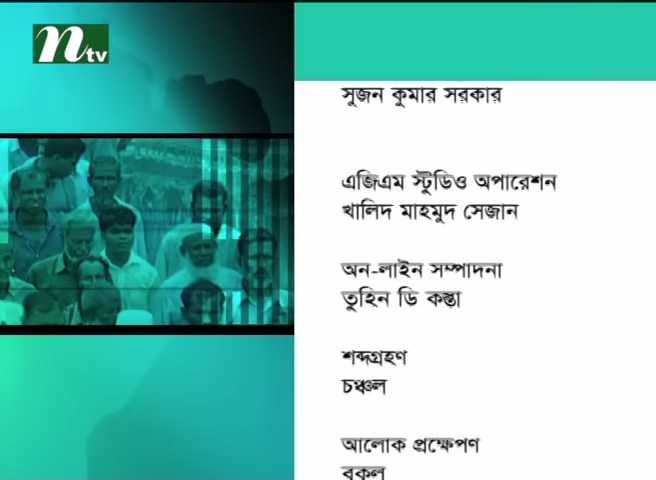 ntv
সুজন কুমার সরকার
এজিএম স্টুডিও অপারেশন
খালিদ মাহমুদ সেজান
অন-লাইন সম্পাদনা
তুহিন ডি কস্তা
শব্দগ্রহণ
চঞ্চল
আলোক প্রক্ষেপণ
বকুল